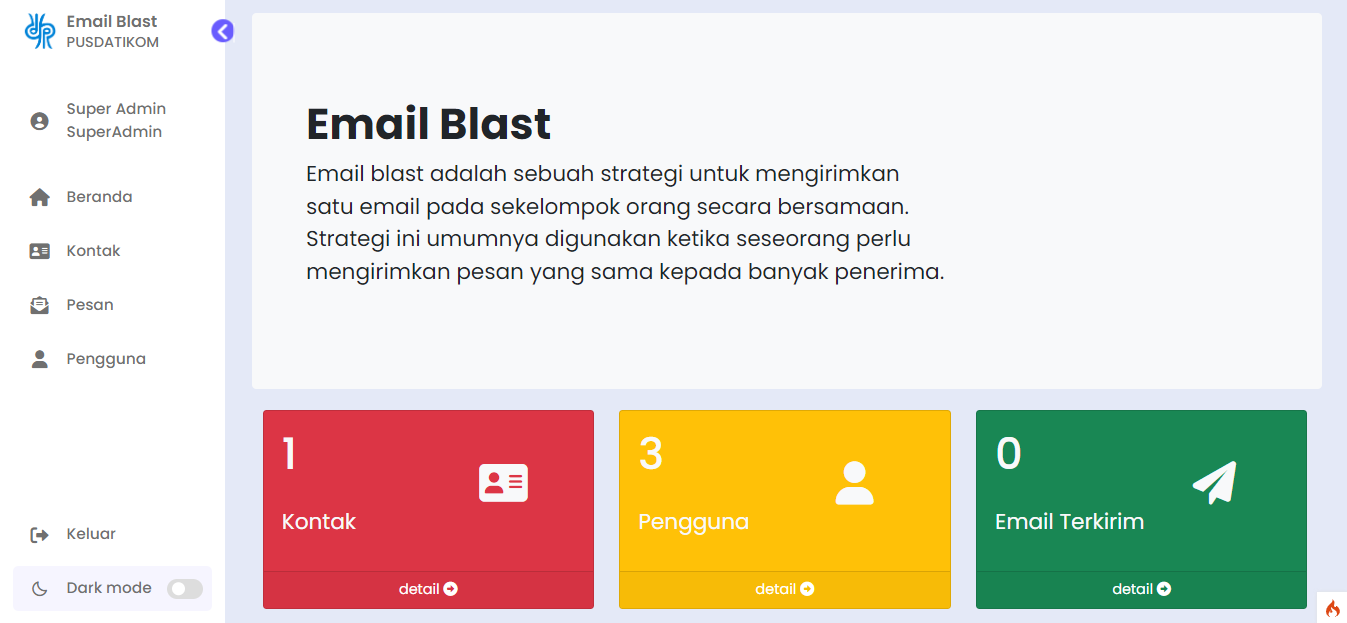 Email Blast
PUSDATIKOM
Super Admin
SuperAdmin
Beranda
Kontak
Pesan
Pengguna
Keluar
Dark mode
Email Blast
Email blast adalah sebuah strategi untuk mengirimkan
satu email pada sekelompok orang secara bersamaan.
Strategi ini umumnya digunakan ketika seseorang perlu
mengirimkan pesan yang sama kepada banyak penerima.
1
Kontak
detail
3
Pengguna
detail
0
Email Terkirim
detail